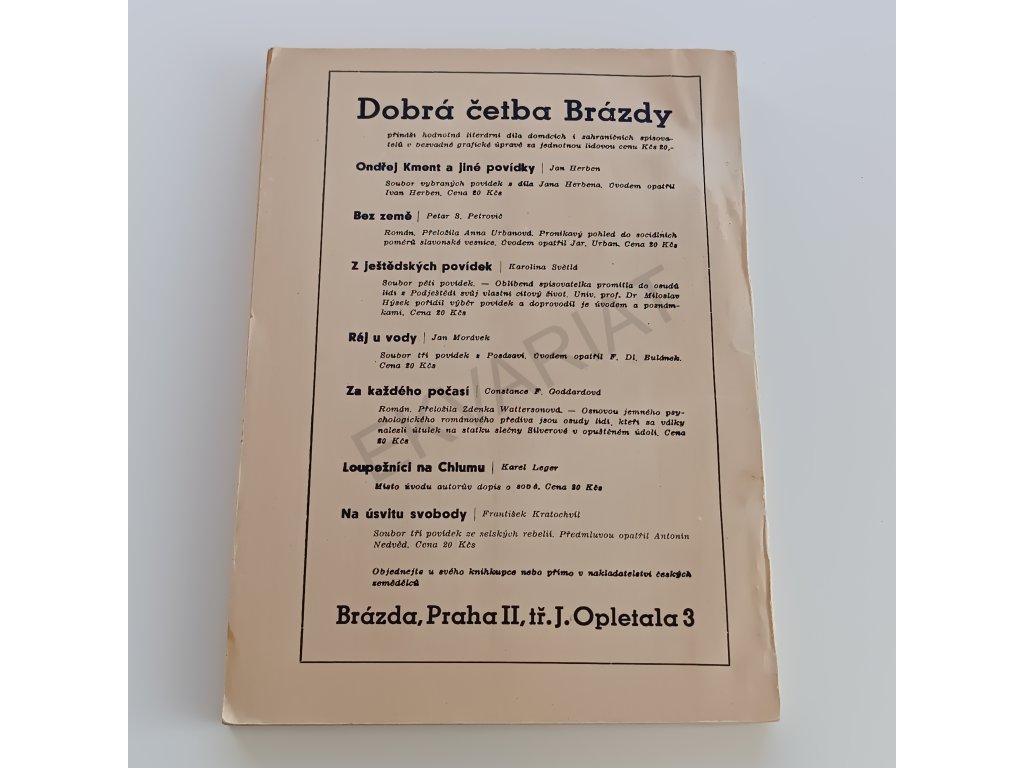 Dobrá četba Brázdy
přináší hodnotná literární díla domácích i zahraničních spisova-
telů v bezvadné grafické úpravě za jednotnou lidovou cenu Kčs 20,-
Ondřej Kment a jiné povídky | Jan Herben
Soubor vybraných povídek z díla Jana Herbena. Úvodem opatřil
Ivan Herben. Cena 20 Kčs
Bez země | Petar S. Petrović
Román. Přeložila Anna Urbanová. Pronikavý pohled do sociálních
poměrů slavonské vesnice. Úvodem opatřil Jar. Urban. Cena 20 Kčs
Z ještědských povídek | Karolina Světlá
Soubor pěti povídek. — Oblíbená spisovatelka promítla do osudů
lidí z Podještědí svůj vlastní citový život. Univ. prof. Dr Miloslav
Hýsek pořídil výběr povídek a doprovodil je úvodem a poznám-
kami. Cena 20 Kčs
Ráj u vody | Jan Morávek
Soubor tří povídek z Posázaví. Úvodem opatřil F. Dl. Bulánek.
Cena 20 Kčs
Za každého počasí | Constance F. Goddardová
Román. Přeložila Zdenka Wattersonová. — Osnovou jemného psy-
chologického románového přediva jsou osudy lidí, kteří za války
nalezli útulek na statku slečny Silverové v opuštěném údolí. Cena
20 Kčs
Loupežníci na Chlumu | Karel Leger
Místo úvodu autorův dopis o sobě. Cena 20 Kčs
Na úsvitu svobody | František Kratochvíl
Soubor tří povídek ze selských rebelií. Předmluvou opatřil Antonín
Nedvěd. Cena 20 Kčs
Objednejte u svého knihkupce nebo přímo v nakladatelství českých
zemědělců
Brázda, Praha II, tř. J. Opletala 3
EKVARIAT